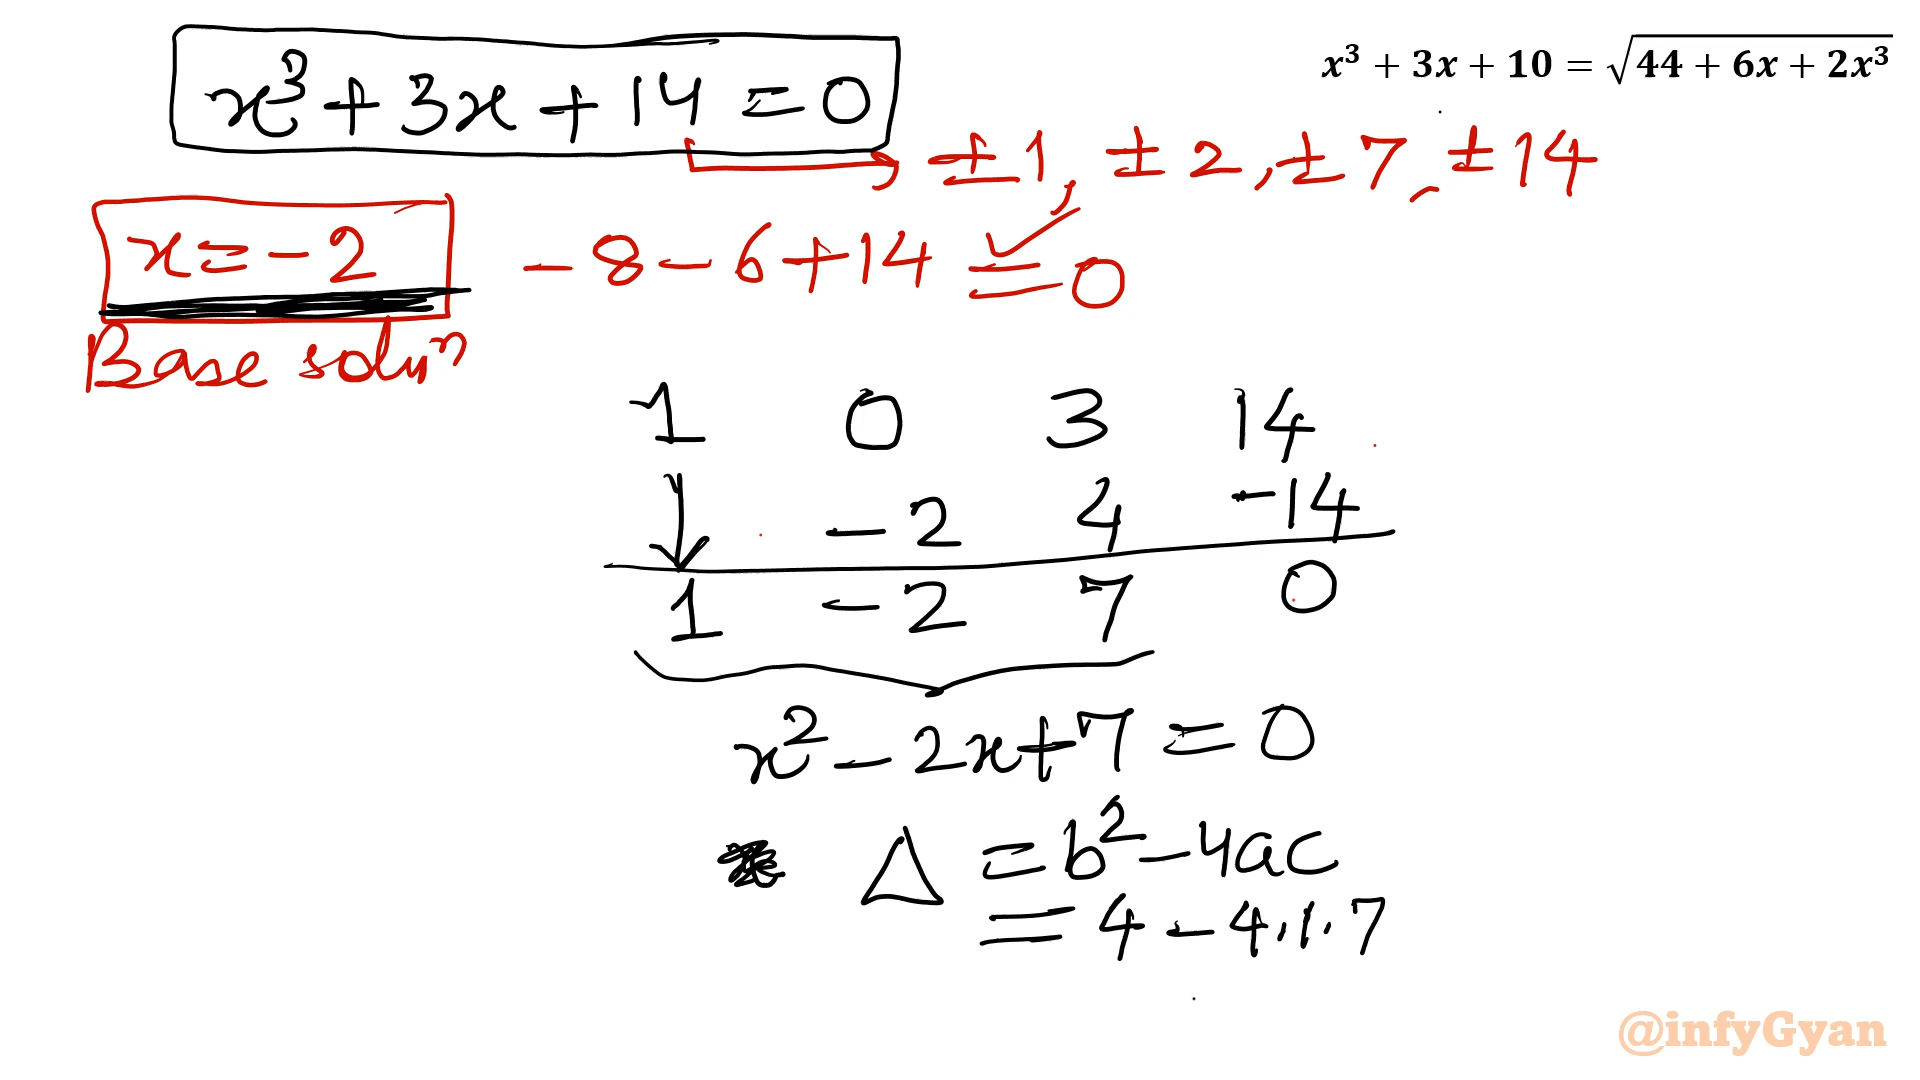 x³ + 3x + 14 = 0
x³ + 3x + 10 = √44 + 6x + 2x³
±1, ±2, ±7, ±14
x = -2
-8 - 6 + 14 = 0 ✓
Base solun
1 0 3 14
↓ -2 4 -14
1 -2 7 0
x² - 2x + 7 = 0
Δ = b² - 4ac
= 4 - 4.1.7
@infyGyan